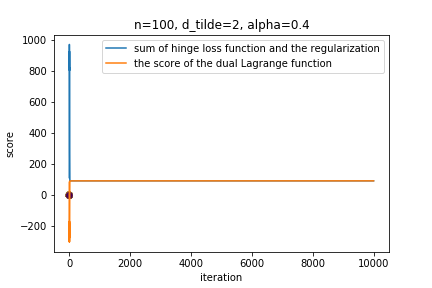 n=100, d_tilde=2, alpha=0.4
1000
800
600
400
200
0
−200
score
sum of hinge loss function and the regularization
the score of the dual Lagrange function
0
2000
4000
6000
8000
10000
iteration